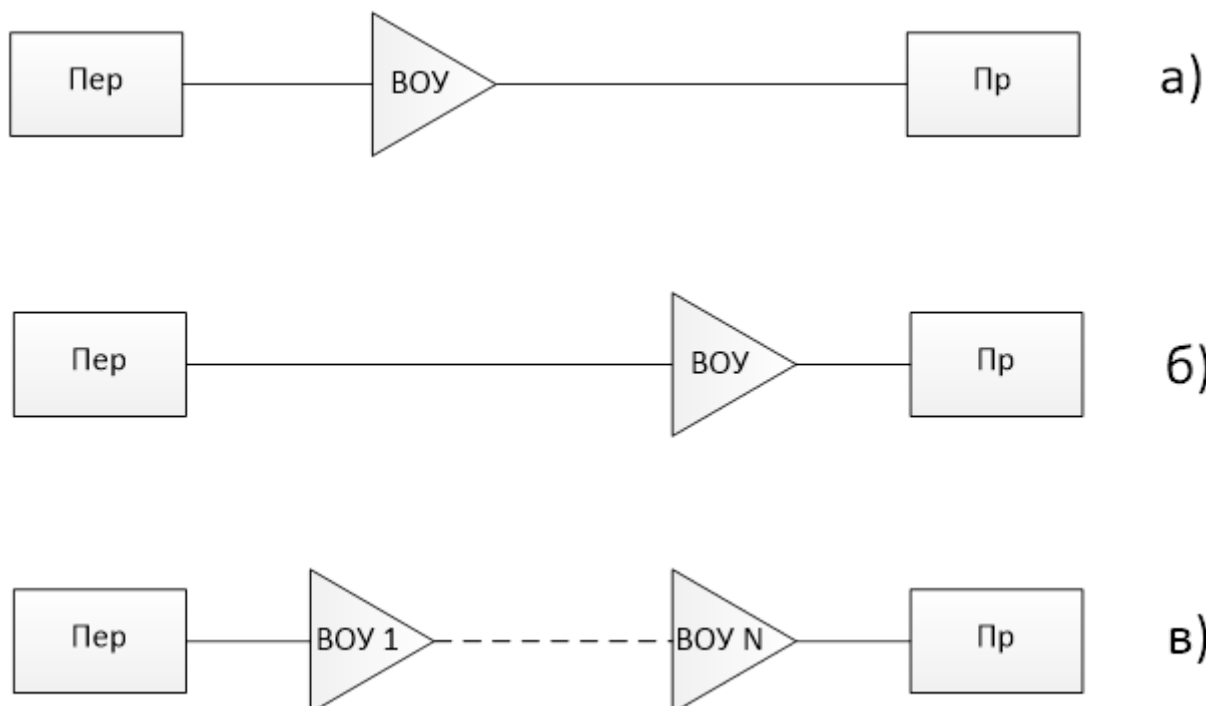 Пер ВОУ Пр а)
Пер ВОУ Пр б)
Пер ВОУ 1 ВОУ N Пр в)